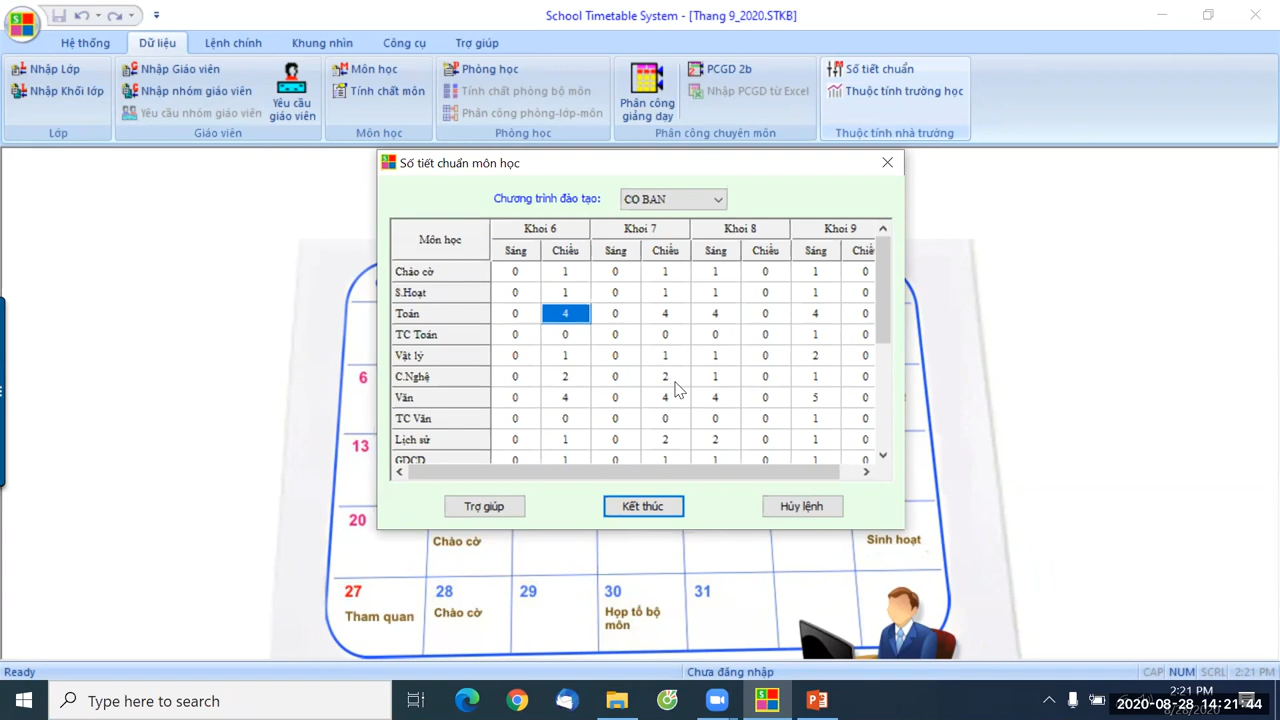 School Timetable System - [Thang 9_2020.STKB]
Hệ thống Dữ liệu Lệnh chính Khung nhìn Công cụ Trợ giúp
Nhập Lớp
Nhập Khối lớp
Lớp
Nhập Giáo viên
Nhập nhóm giáo viên
Yêu cầu nhóm giáo viên
Yêu cầu giáo viên
Giáo viên
Môn học
Tính chất môn
Môn học
Phòng học
Tính chất phòng bộ môn
Phân công phòng-lớp-môn
Phòng học
Phân công giảng dạy
PCGD 2b
Nhập PCGD từ Excel
Phân công chuyên môn
Số tiết chuẩn
Thuộc tính trường học
Thuộc tính nhà trường
Số tiết chuẩn môn học
Chương trình đào tạo: CO BAN
Môn học Khoi 6 Khoi 7 Khoi 8 Khoi 9
Sáng Chiều Sáng Chiều Sáng Chiều Sáng Chiề
Chào cờ 0 1 0 1 1 0 1 0
S.Hoạt 0 1 0 1 1 0 1 0
Toán 0 4 0 4 4 0 4 0
TC Toán 0 0 0 0 0 0 1 0
Vật lý 0 1 0 1 1 0 2 0
C.Nghệ 0 2 0 2 1 0 1 0
Văn 0 4 0 4 4 0 5 0
TC Văn 0 0 0 0 0 0 1 0
Lịch sử 0 1 0 2 2 0 1 0
GDCD 0 1 0 1 1 0 1 0
Trợ giúp Kết thúc Hủy lệnh
6
13
20
Chào cờ
Sinh hoạt
27 28 29 30 31
Tham quan Chào cờ Họp tổ bộ môn
Ready Chưa đăng nhập CAP NUM SCRL 2:21 PM
Type here to search
2:21 PM
2020-08-28 14:21:44